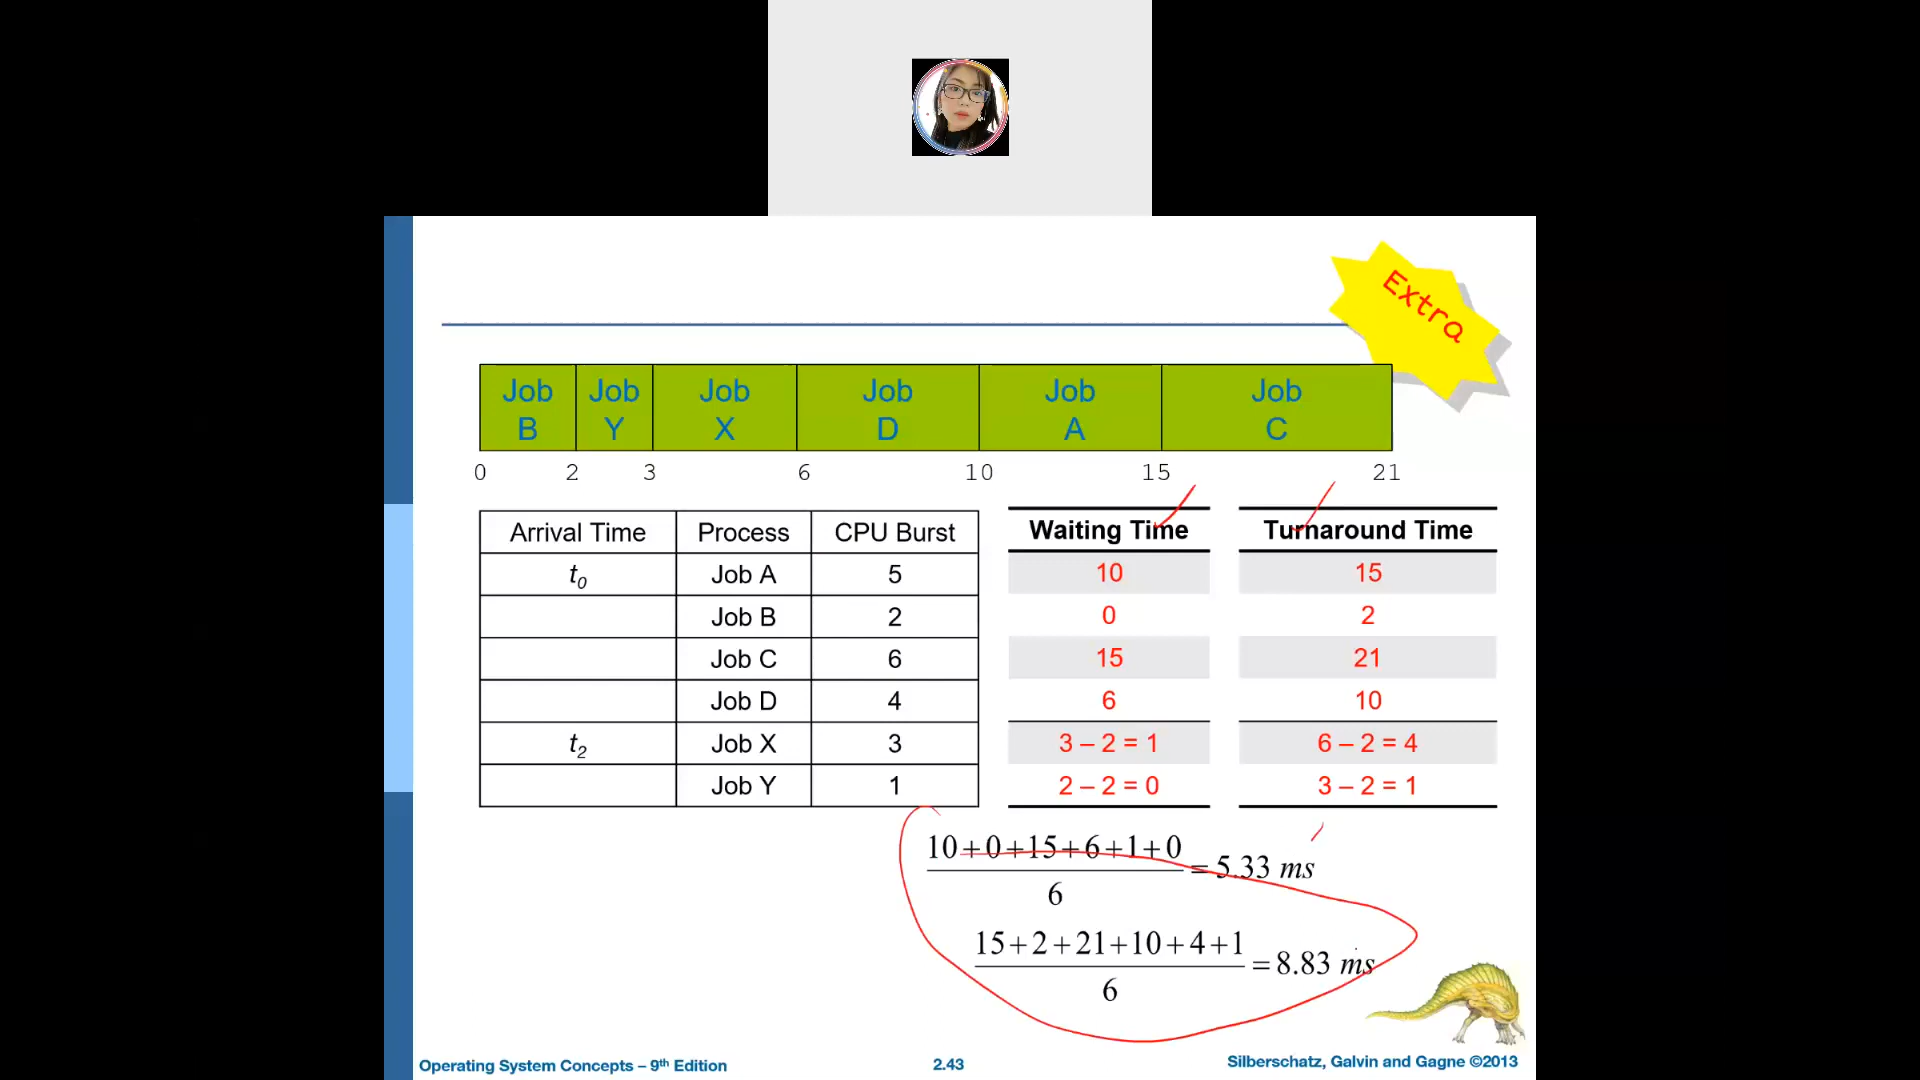 Extra
Job B Job Y Job X Job D Job A Job C
0 2 3 6 10 15 21
Arrival Time Process CPU Burst Waiting Time Turnaround Time
t0 Job A 5 10 15
Job B 2 0 2
Job C 6 15 21
Job D 4 6 10
t2 Job X 3 3 – 2 = 1 6 – 2 = 4
Job Y 1 2 – 2 = 0 3 – 2 = 1
10+0+15+6+1+0
= 5.33 ms
6
15+2+21+10+4+1
= 8.83 ms
6
Operating System Concepts – 9th Edition 2.43 Silberschatz, Galvin and Gagne ©2013